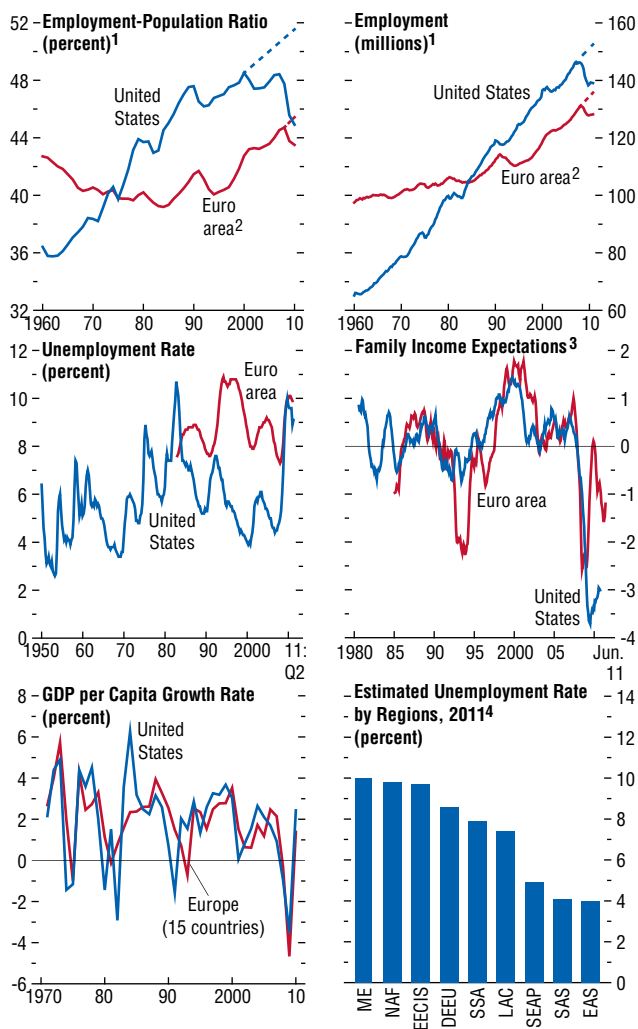 Employment-Population Ratio
(percent)1
52
48
44
40
36
32
United
States
Euro
area2
1960 70 80 90 2000 10
Employment
(millions)1
160
140
120
100
80
60
United States
Euro area2
1960 70 80 90 2000 10
Unemployment Rate
(percent)
12
10
8
6
4
2
0
Euro
area
United
States
1950 60 70 80 90 2000 11:
Q2
Family Income Expectations3
2
1
0
-1
-2
-3
-4
Euro area
United
States
1980 85 90 95 2000 05 Jun.
11
GDP per Capita Growth Rate
(percent)
8
6
4
2
0
-2
-4
-6
United
States
Europe
(15 countries)
1970 80 90 2000 10
Estimated Unemployment Rate
by Regions, 20114
(percent)
12
10
8
6
4
2
0
ME NAF EECIS DEEU SSA LAC SEAP SAS EAS